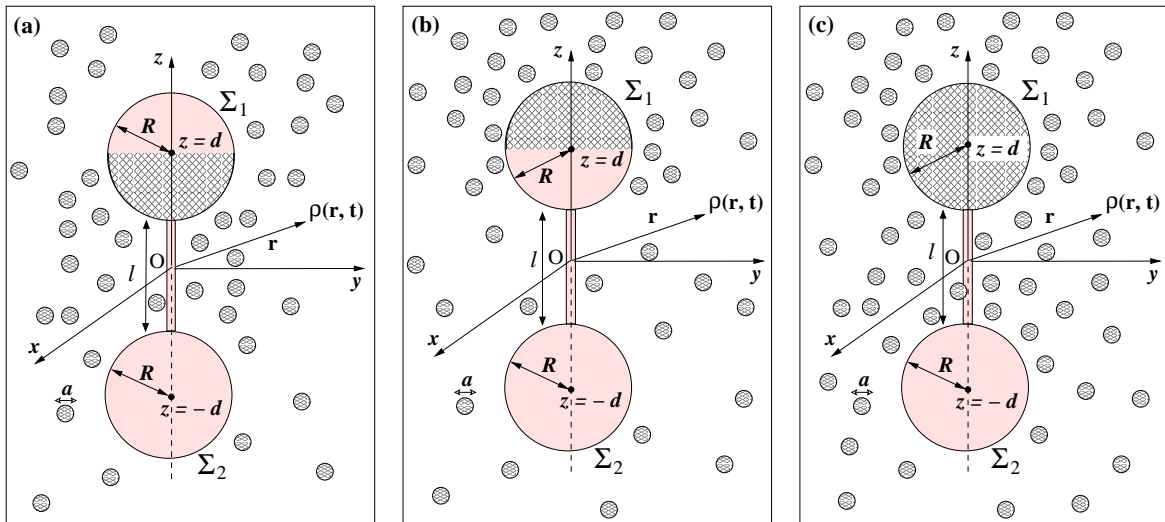 (a)
z
Σ1
R
z = d
ρ(r, t)
r
l
O
y
x
R
a
z = – d
Σ2
(b)
z
Σ1
z = d
R
ρ(r, t)
r
l
O
y
x
R
a
z = – d
Σ2
(c)
z
Σ1
R
z = d
ρ(r, t)
r
l
O
y
x
R
a
z = – d
Σ2